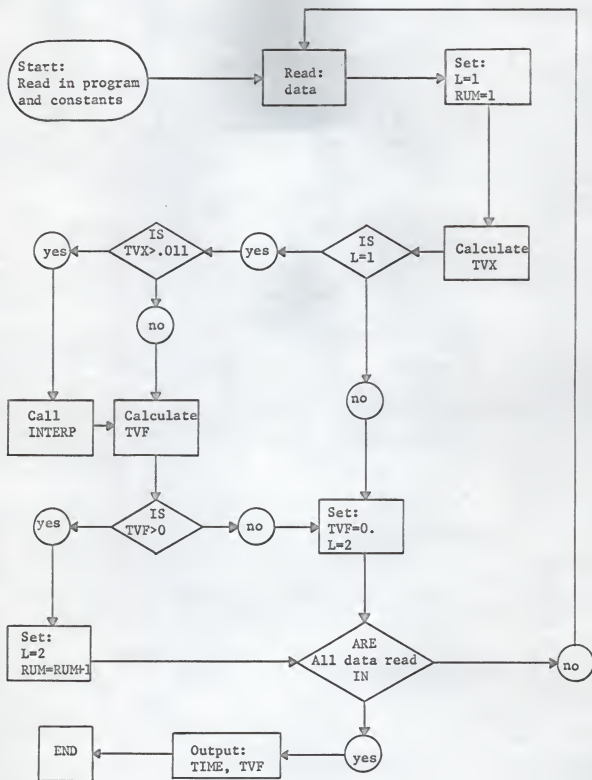 Start:
Read in program
and constants
Read:
data
Set:
L=1
RUM=1
IS
TVX>.011
yes
yes
IS
L=1
Calculate
TVX
no
no
Call
INTERP
Calculate
TVF
yes
IS
TVF>0
no
Set:
TVF=0.
L=2
Set:
L=2
RUM=RUM+1
ARE
All data read
IN
no
END
Output:
TIME, TVF
yes